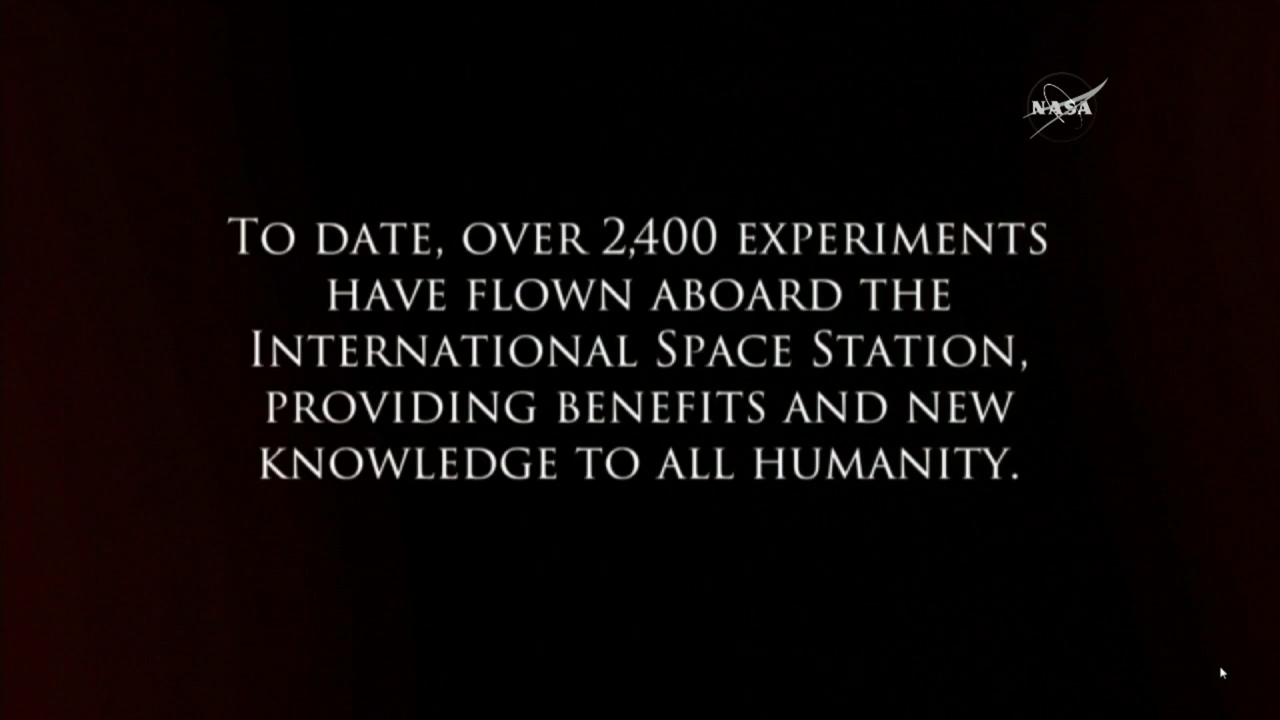 NASA
To date, over 2,400 experiments
have flown aboard the
International Space Station,
providing benefits and new
knowledge to all humanity.